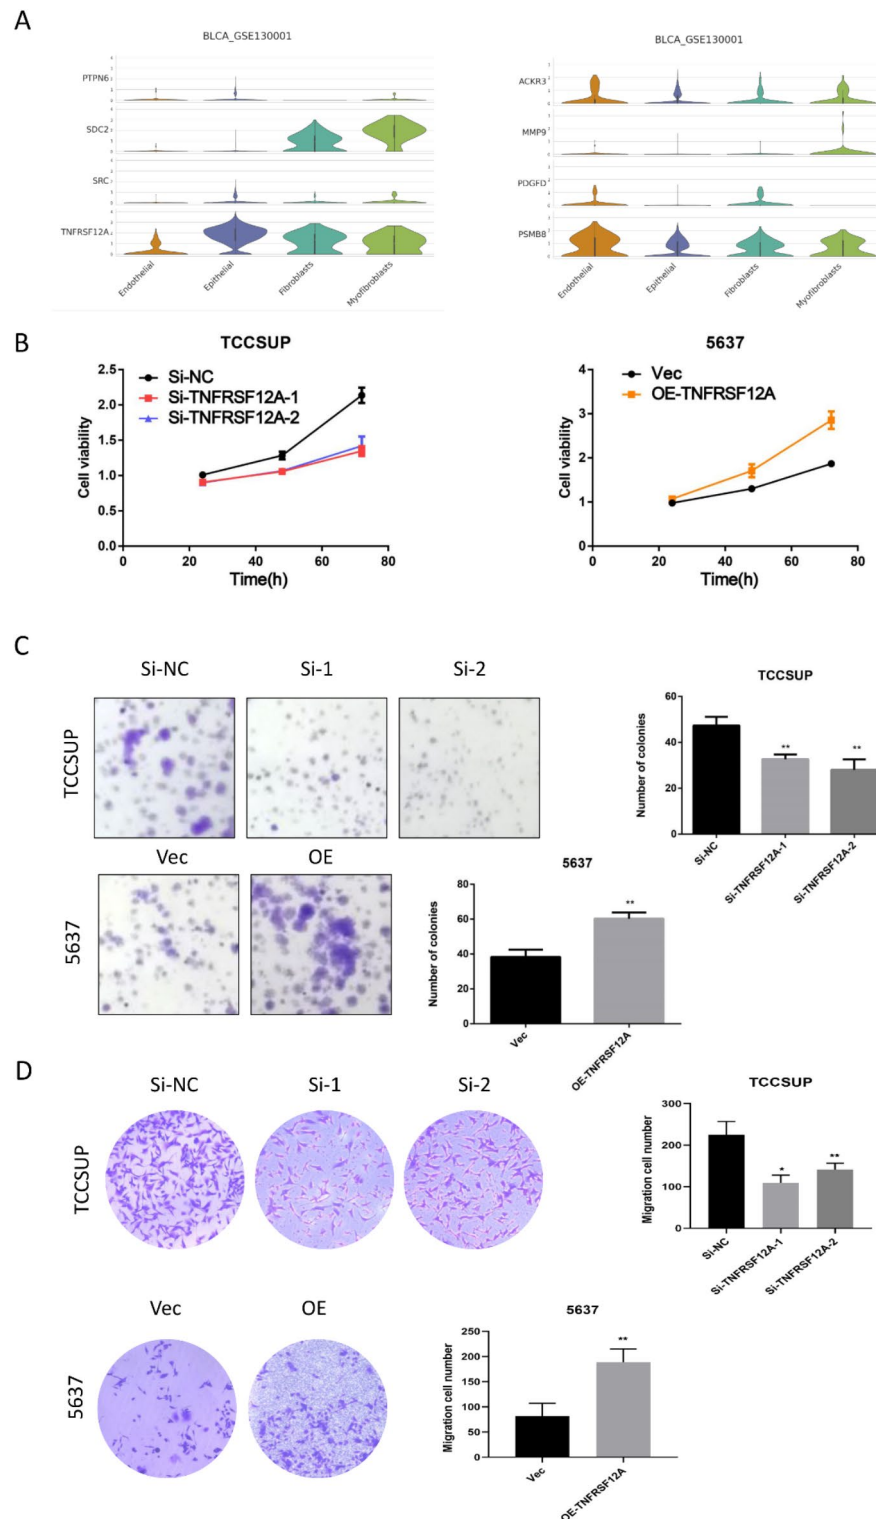 A
BLCA_GSE130001
PTPN6
SDC2
SRC
TNFRSF12A
Endothelial
Epithelial
Fibroblasts
Myofibroblasts
BLCA_GSE130001
ACKR3
MMP9
PDGFD
PSMB8
Endothelial
Epithelial
Fibroblasts
Myofibroblasts
B
TCCSUP
Si-NC
Si-TNFRSF12A-1
Si-TNFRSF12A-2
Cell viability
2.5
2.0
1.5
1.0
0.5
0.0
0 20 40 60 80
Time(h)
5637
Vec
OE-TNFRSF12A
Cell viability
4
3
2
1
0
0 20 40 60 80
Time(h)
C
Si-NC Si-1 Si-2
TCCSUP
TCCSUP
Number of colonies
60
40
20
0
** **
Si-NC
Si-TNFRSF12A-1
Si-TNFRSF12A-2
Vec OE
5637
5637
Number of colonies
80
60
40
20
0
**
Vec
OE-TNFRSF12A
D
Si-NC Si-1 Si-2
TCCSUP
TCCSUP
Migration cell number
300
200
100
0
* **
Si-NC
Si-TNFRSF12A-1
Si-TNFRSF12A-2
Vec OE
5637
5637
Migration cell number
250
200
150
100
50
0
**
Vec
OE-TNFRSF12A